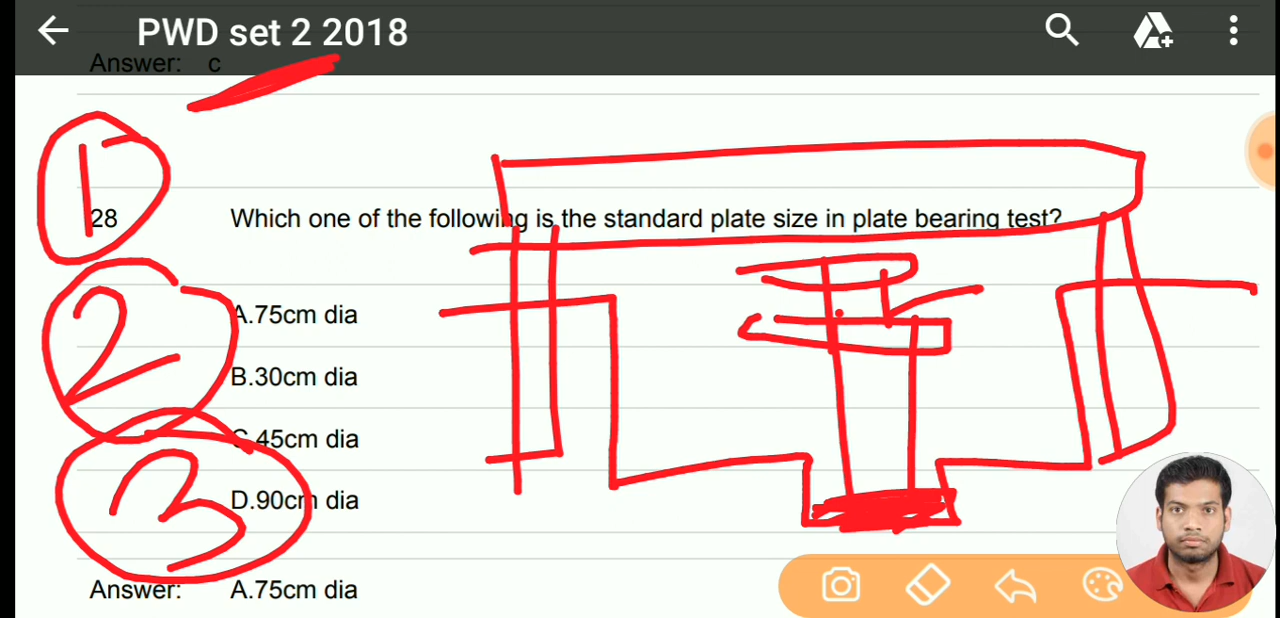 PWD set 2 2018
Answer: c
1
28 Which one of the following is the standard plate size in plate bearing test?
A.75cm dia
2
B.30cm dia
C.45cm dia
3
D.90cm dia
Answer: A.75cm dia